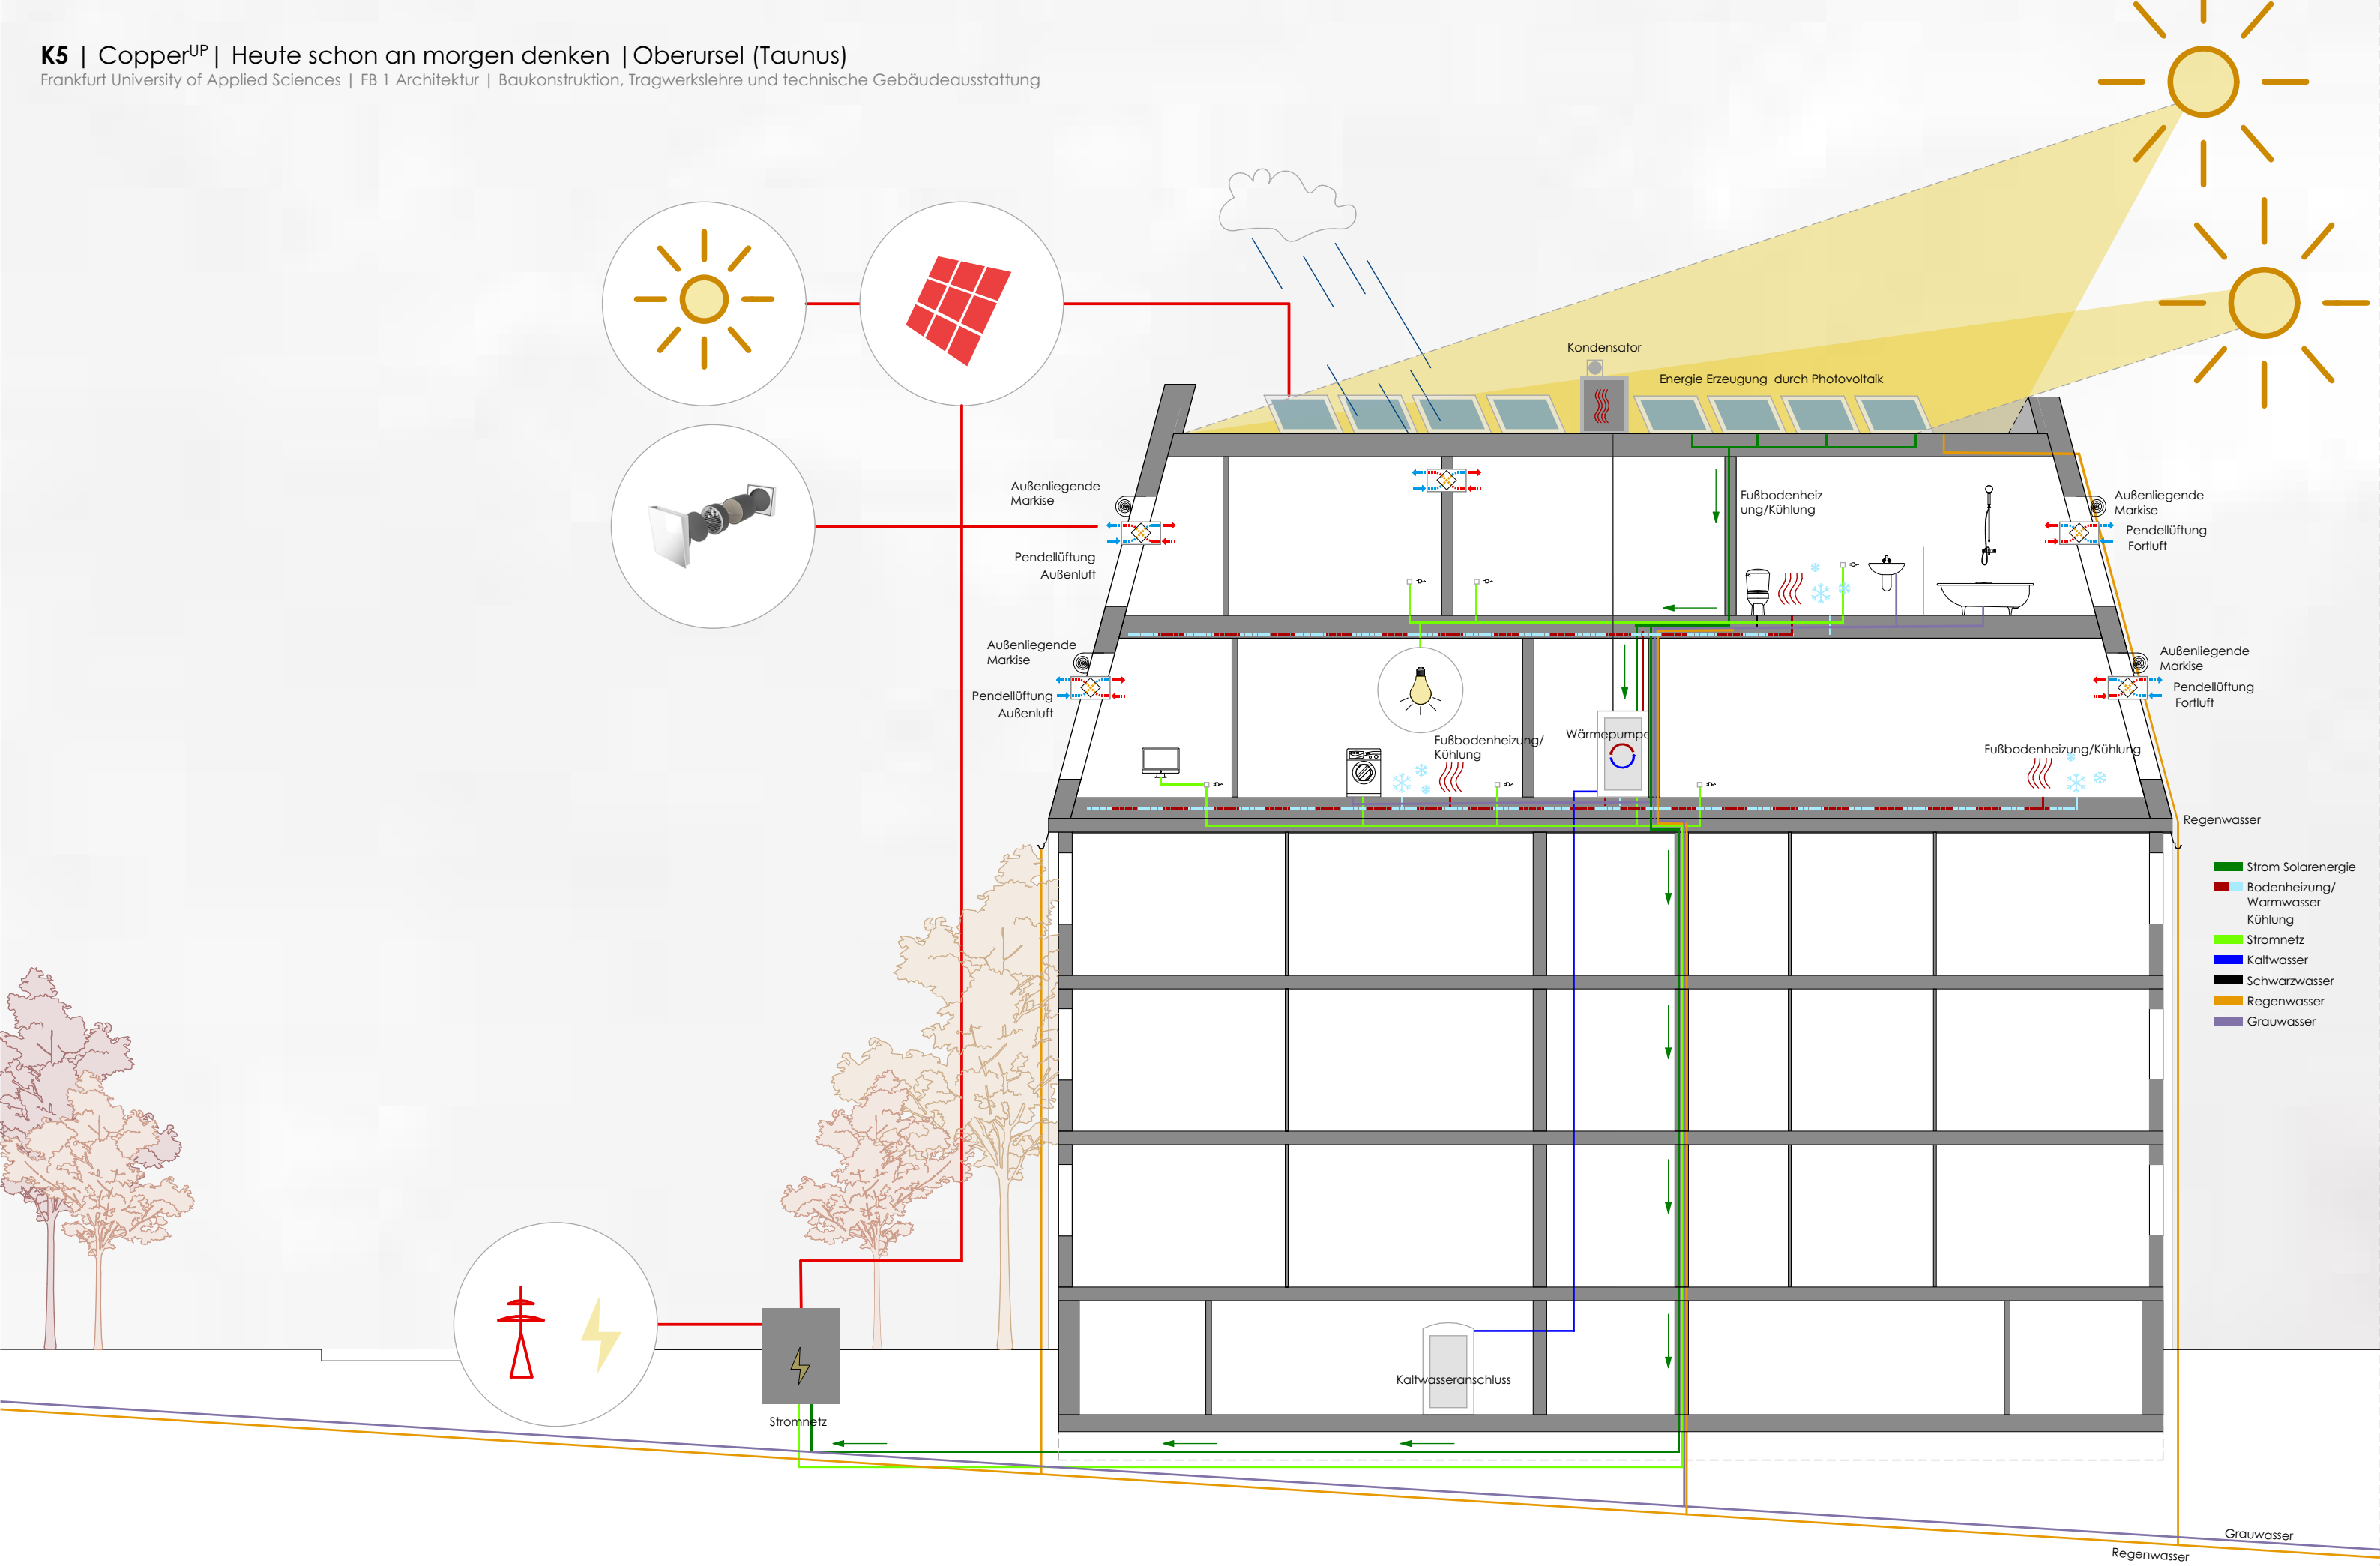 K5 | CopperUP| Heute schon an morgen denken |Oberursel (Taunus)
Frankfurt University of Applied Sciences | FB 1 Architektur | Baukonstruktion, Tragwerkslehre und technische Gebäudeausstattung
Kondensator
Energie Erzeugung durch Photovoltaik
Außenliegende
Markise
Pendellüftung
Außenluft
Fußbodenheiz
ung/Kühlung
Außenliegende
Markise
Pendellüftung
Fortluft
Außenliegende
Markise
Pendellüftung
Außenluft
Fußbodenheizung/
Kühlung
Wärmepumpe
Fußbodenheizung/Kühlung
Außenliegende
Markise
Pendellüftung
Fortluft
Regenwasser
Strom Solarenergie
Bodenheizung/
Warmwasser
Kühlung
Stromnetz
Kaltwasser
Schwarzwasser
Regenwasser
Grauwasser
Kaltwasseranschluss
Stromnetz
Grauwasser
Regenwasser